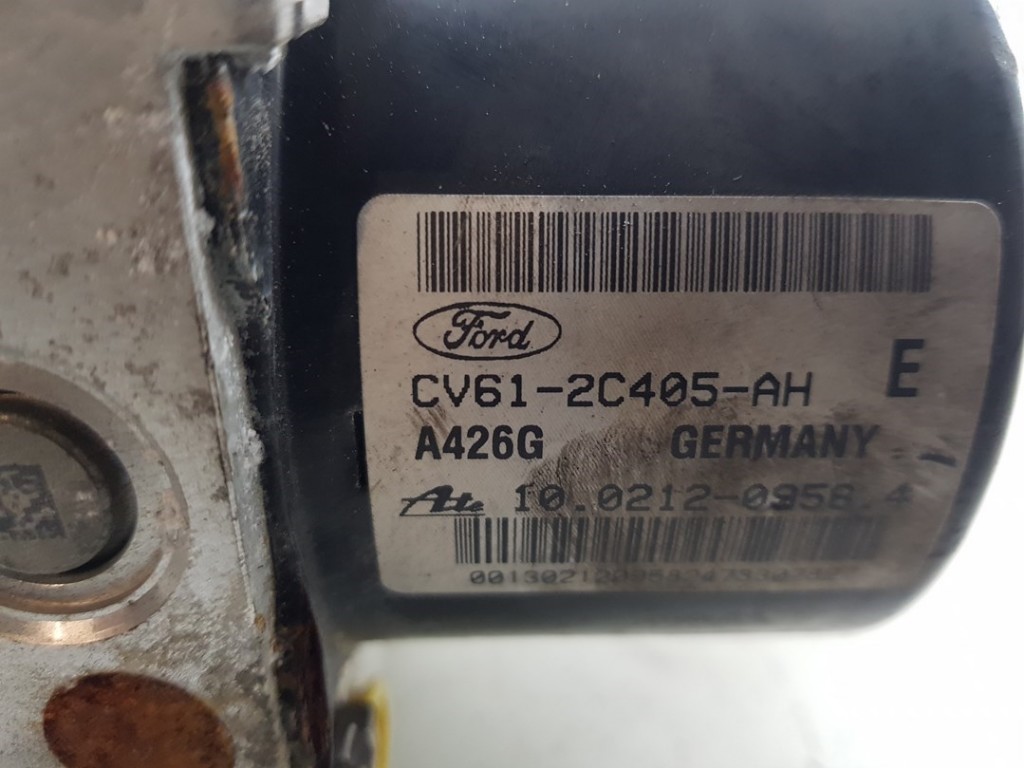 Ford
CV61-2C405-AH
E
A426G GERMANY
Ate 10.0212-0958.4